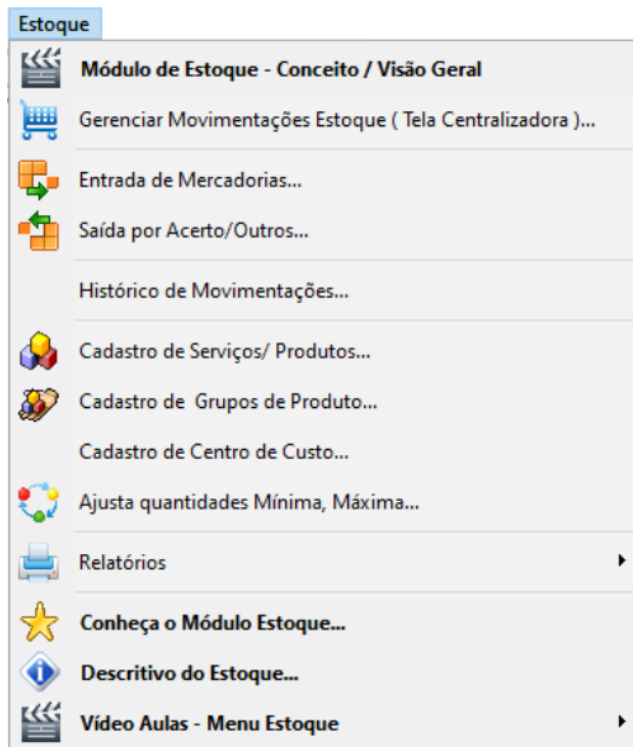 Estoque
Módulo de Estoque - Conceito / Visão Geral
Gerenciar Movimentações Estoque ( Tela Centralizadora )...
Entrada de Mercadorias...
Saída por Acerto/Outros...
Histórico de Movimentações...
Cadastro de Serviços/ Produtos...
Cadastro de  Grupos de Produto...
Cadastro de Centro de Custo...
Ajusta quantidades Mínima, Máxima...
Relatórios
Conheça o Módulo Estoque...
Descritivo do Estoque...
Vídeo Aulas - Menu Estoque